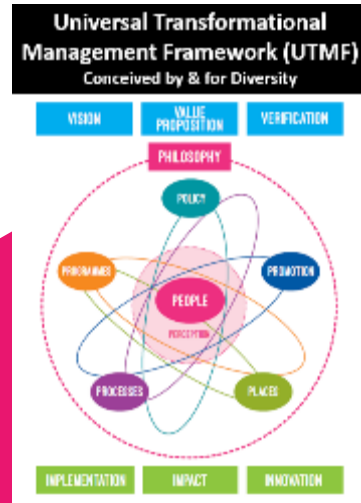 Universal Transformational
Management Framework (UTMF)
Conceived by & for Diversity
VISION
VALUE
PROPOSITION
VERIFICATION
PHILOSOPHY
POLICY
PROGRAMMES
PROMOTION
PEOPLE
PERCEPTION
PROCESSES
PLACES
IMPLEMENTATION
IMPACT
INNOVATION